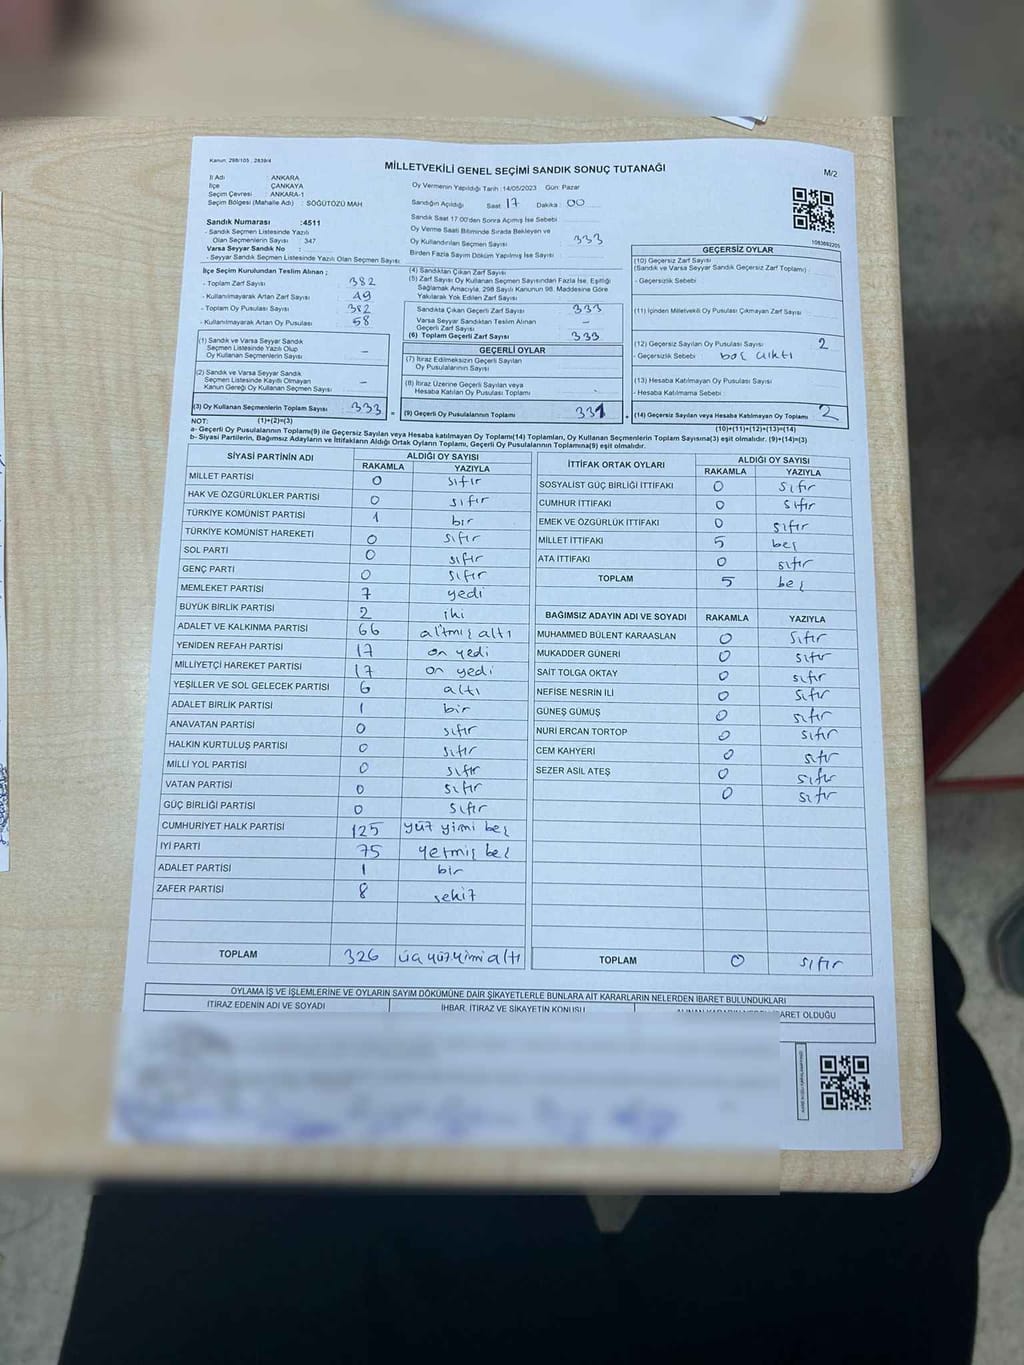 Kanun: 298/105 , 2839/4
MİLLETVEKİLİ GENEL SEÇİMİ SANDIK SONUÇ TUTANAĞI
M/2
İl Adı : ANKARA
İlçe : ÇANKAYA
Seçim Çevresi : ANKARA-1
Seçim Bölgesi (Mahalle Adı) : SÖĞÜTÖZÜ MAH.
Oy Vermenin Yapıldığı Tarih :14/05/2023 Gün: Pazar
Sandığın Açıldığı Saat: 17 Dakika: 00
Sandık Saat 17:00'den Sonra Açılmış İse Sebebi :
Oy Verme Saati Bitiminde Sırada Bekleyen ve
Oy Kullandırılan Seçmen Sayısı : 333
Birden Fazla Sayım Döküm Yapılmış İse Sayısı :
1083692205
Sandık Numarası :4511
- Sandık Seçmen Listesinde Yazılı
Olan Seçmenlerin Sayısı : 347
Varsa Seyyar Sandık No :
- Seyyar Sandık Seçmen Listesinde Yazılı Olan Seçmen Sayısı:
İlçe Seçim Kurulundan Teslim Alınan ;
- Toplam Zarf Sayısı : 382
- Kullanılmayarak Artan Zarf Sayısı : 49
- Toplam Oy Pusulası Sayısı : 382
- Kullanılmayarak Artan Oy Pusulası : 58
(1) Sandık ve Varsa Seyyar Sandık
Seçmen Listesinde Yazılı Olup
Oy Kullanan Seçmenlerin Sayısı : -
(2) Sandık ve Varsa Seyyar Sandık
Seçmen Listesinde Kayıtlı Olmayan
Kanun Gereği Oy Kullanan Seçmen Sayısı : -
(3) Oy Kullanan Seçmenlerin Toplam Sayısı : 333
(1)+(2)=(3)
(4) Sandıktan Çıkan Zarf Sayısı :
(5) Zarf Sayısı Oy Kullanan Seçmen Sayısından Fazla İse, Eşitliği
Sağlamak Amacıyla, 298 Sayılı Kanunun 98. Maddesine Göre
Yakılarak Yok Edilen Zarf Sayısı :
Sandıkta Çıkan Geçerli Zarf Sayısı : 333
Varsa Seyyar Sandıktan Teslim Alınan
Geçerli Zarf Sayısı : -
(6) Toplam Geçerli Zarf Sayısı : 333
GEÇERLİ OYLAR
(7) İtiraz Edilmeksizin Geçerli Sayılan
Oy Pusulalarının Sayısı :
(8) İtiraz Üzerine Geçerli Sayılan veya
Hesaba Katılan Oy Pusulası Toplamı :
(9) Geçerli Oy Pusulalarının Toplamı : 331
GEÇERSİZ OYLAR
(10) Geçersiz Zarf Sayısı
(Sandık ve Varsa Seyyar Sandık Geçersiz Zarf Toplamı) :
- Geçersizlik Sebebi :
(11) İçinden Milletvekili Oy Pusulası Çıkmayan Zarf Sayısı :
(12) Geçersiz Sayılan Oy Pusulası Sayısı : 2
- Geçersizlik Sebebi : boş çıktı
(13) Hesaba Katılmayan Oy Pusulası Sayısı :
- Hesaba Katılmama Sebebi :
(14) Geçersiz Sayılan veya Hesaba Katılmayan Oy Toplamı : 2
(10)+(11)+(12)+(13)=(14)
NOT:
a- Geçerli Oy Pusulalarının Toplamı(9) ile Geçersiz Sayılan veya Hesaba katılmayan Oy Toplamı(14) Toplamları, Oy Kullanan Seçmenlerin Toplam Sayısına(3) eşit olmalıdır. (9)+(14)=(3)
b- Siyasi Partilerin, Bağımsız Adayların ve İttifakların Aldığı Ortak Oyların Toplamı, Geçerli Oy Pusulalarının Toplamına(9) eşit olmalıdır.
SİYASİ PARTİNİN ADI ALDIĞI OY SAYISI
RAKAMLA YAZIYLA
MİLLET PARTİSİ 0 sıfır
HAK VE ÖZGÜRLÜKLER PARTİSİ 0 sıfır
TÜRKİYE KOMÜNİST PARTİSİ 1 bir
TÜRKİYE KOMÜNİST HAREKETİ 0 sıfır
SOL PARTİ 0 sıfır
GENÇ PARTİ 0 sıfır
MEMLEKET PARTİSİ 7 yedi
BÜYÜK BİRLİK PARTİSİ 2 iki
ADALET VE KALKINMA PARTİSİ 66 altmış altı
YENİDEN REFAH PARTİSİ 17 on yedi
MİLLİYETÇİ HAREKET PARTİSİ 17 on yedi
YEŞİLLER VE SOL GELECEK PARTİSİ 6 altı
ADALET BİRLİK PARTİSİ 1 bir
ANAVATAN PARTİSİ 0 sıfır
HALKIN KURTULUŞ PARTİSİ 0 sıfır
MİLLİ YOL PARTİSİ 0 sıfır
VATAN PARTİSİ 0 sıfır
GÜÇ BİRLİĞİ PARTİSİ 0 sıfır
CUMHURİYET HALK PARTİSİ 125 yüz yirmi beş
İYİ PARTİ 75 yetmiş beş
ADALET PARTİSİ 1 bir
ZAFER PARTİSİ 8 sekiz
TOPLAM 326 üç yüz yirmi altı
İTTİFAK ORTAK OYLARI ALDIĞI OY SAYISI
RAKAMLA YAZIYLA
SOSYALİST GÜÇ BİRLİĞİ İTTİFAKI 0 sıfır
CUMHUR İTTİFAKI 0 sıfır
EMEK VE ÖZGÜRLÜK İTTİFAKI 0 sıfır
MİLLET İTTİFAKI 5 beş
ATA İTTİFAKI 0 sıfır
TOPLAM 5 beş
BAĞIMSIZ ADAYIN ADI VE SOYADI RAKAMLA YAZIYLA
MUHAMMED BÜLENT KARAASLAN 0 sıfır
MUKADDER GÜNERİ 0 sıfır
SAİT TOLGA OKTAY 0 sıfır
NEFİSE NESRİN İLİ 0 sıfır
GÜNEŞ GÜMÜŞ 0 sıfır
NURİ ERCAN TORTOP 0 sıfır
CEM KAHYERİ 0 sıfır
SEZER ASİL ATEŞ 0 sıfır
0 sıfır
TOPLAM 0 sıfır
OYLAMA İŞ VE İŞLEMLERİNE VE OYLARIN SAYIM DÖKÜMÜNE DAİR ŞİKAYETLERLE BUNLARA AİT KARARLARIN NELERDEN İBARET BULUNDUKLARI
İTİRAZ EDENİN ADI VE SOYADI İHBAR, İTİRAZ VE ŞİKAYETİN KONUSU İBARET OLDUĞU